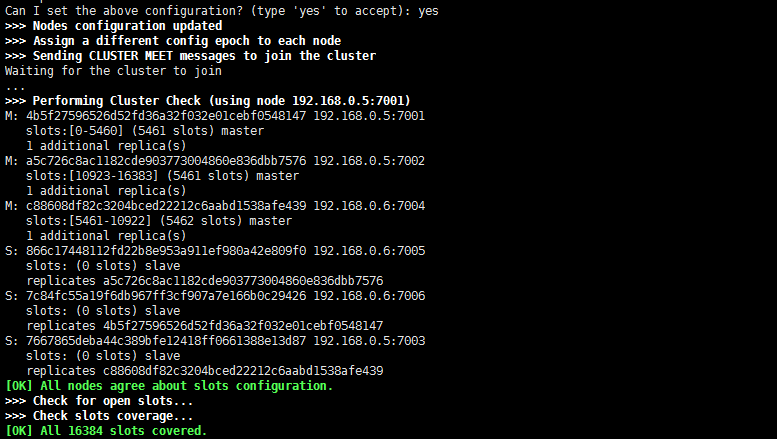 Can I set the above configuration? (type 'yes' to accept): yes
>>> Nodes configuration updated
>>> Assign a different config epoch to each node
>>> Sending CLUSTER MEET messages to join the cluster
Waiting for the cluster to join
...
>>> Performing Cluster Check (using node 192.168.0.5:7001)
M: 4b5f27596526d52fd36a32f032e01cebf0548147 192.168.0.5:7001
   slots:[0-5460] (5461 slots) master
   1 additional replica(s)
M: a5c726c8ac1182cde903773004860e836dbb7576 192.168.0.5:7002
   slots:[10923-16383] (5461 slots) master
   1 additional replica(s)
M: c88608df82c3204bced22212c6aabd1538afe439 192.168.0.6:7004
   slots:[5461-10922] (5462 slots) master
   1 additional replica(s)
S: 866c17448112fd22b8e953a911ef980a42e809f0 192.168.0.6:7005
   slots: (0 slots) slave
   replicates a5c726c8ac1182cde903773004860e836dbb7576
S: 7c84fc55a19f6db967ff3cf907a7e166b0c29426 192.168.0.6:7006
   slots: (0 slots) slave
   replicates 4b5f27596526d52fd36a32f032e01cebf0548147
S: 7667865deba44c389bfe12418ff0661388e13d87 192.168.0.5:7003
   slots: (0 slots) slave
   replicates c88608df82c3204bced22212c6aabd1538afe439
[OK] All nodes agree about slots configuration.
>>> Check for open slots...
>>> Check slots coverage...
[OK] All 16384 slots covered.